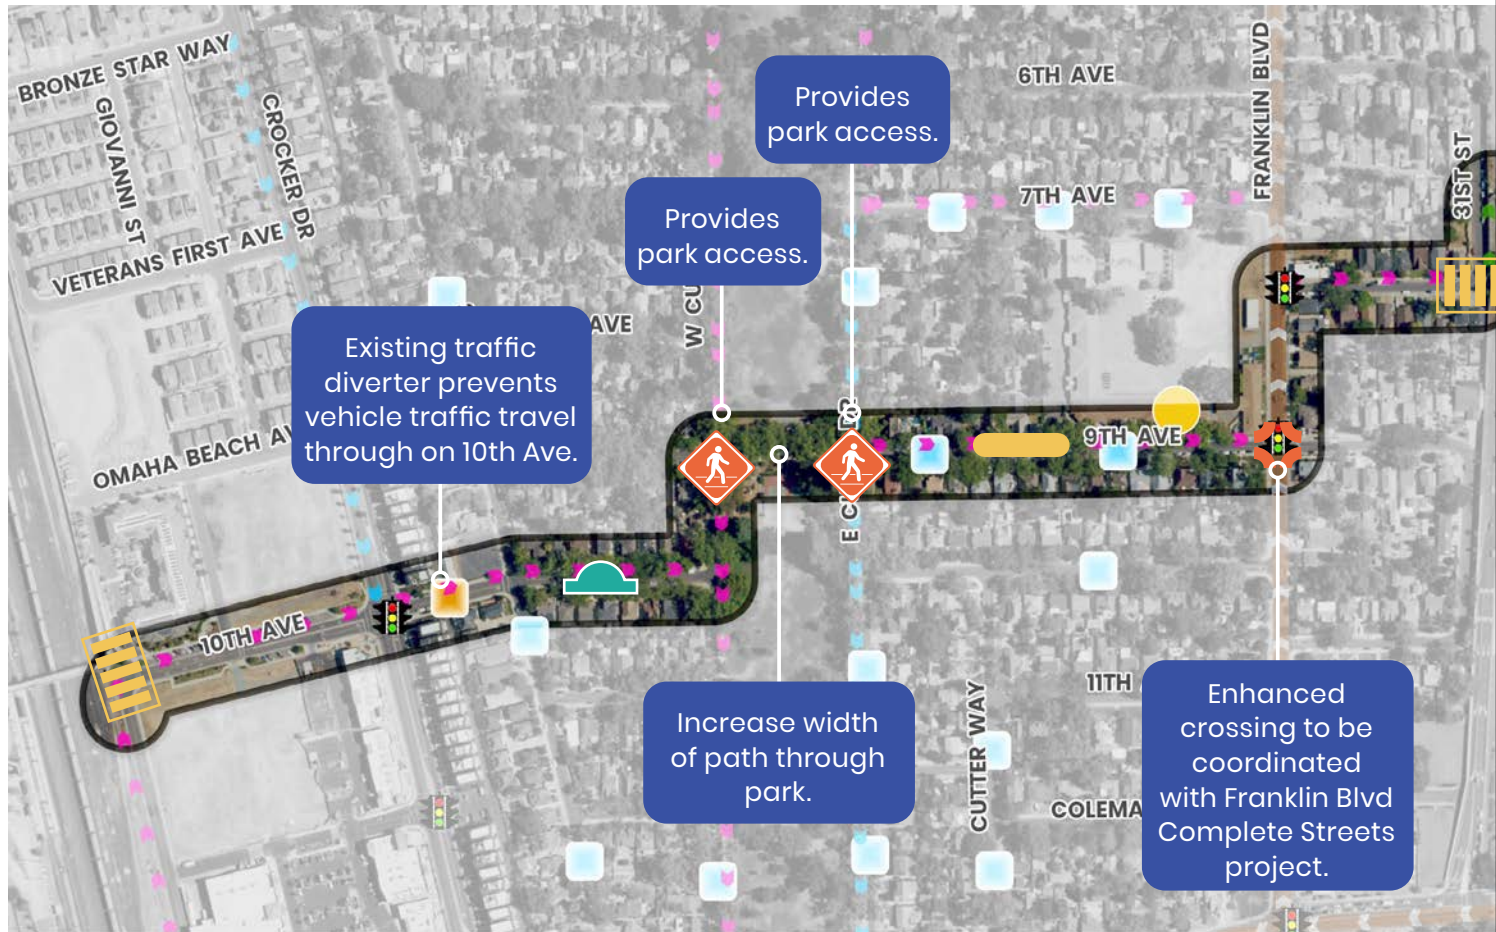 BRONZE STAR WAY
GIOVANNI ST
CROCKER DR
VETERANS FIRST AVE
OMAHA BEACH
6TH AVE
7TH AVE
FRANKLIN BLVD
31ST ST
Provides
park access.
Provides
park access.
AVE
Existing traffic
diverter prevents
vehicle traffic travel
through on 10th Ave.
9TH AVE
10TH AVE
Increase width
of path through
park.
CUTTER WAY
11TH
Enhanced
crossing to be
coordinated
with Franklin Blvd
Complete Streets
project.